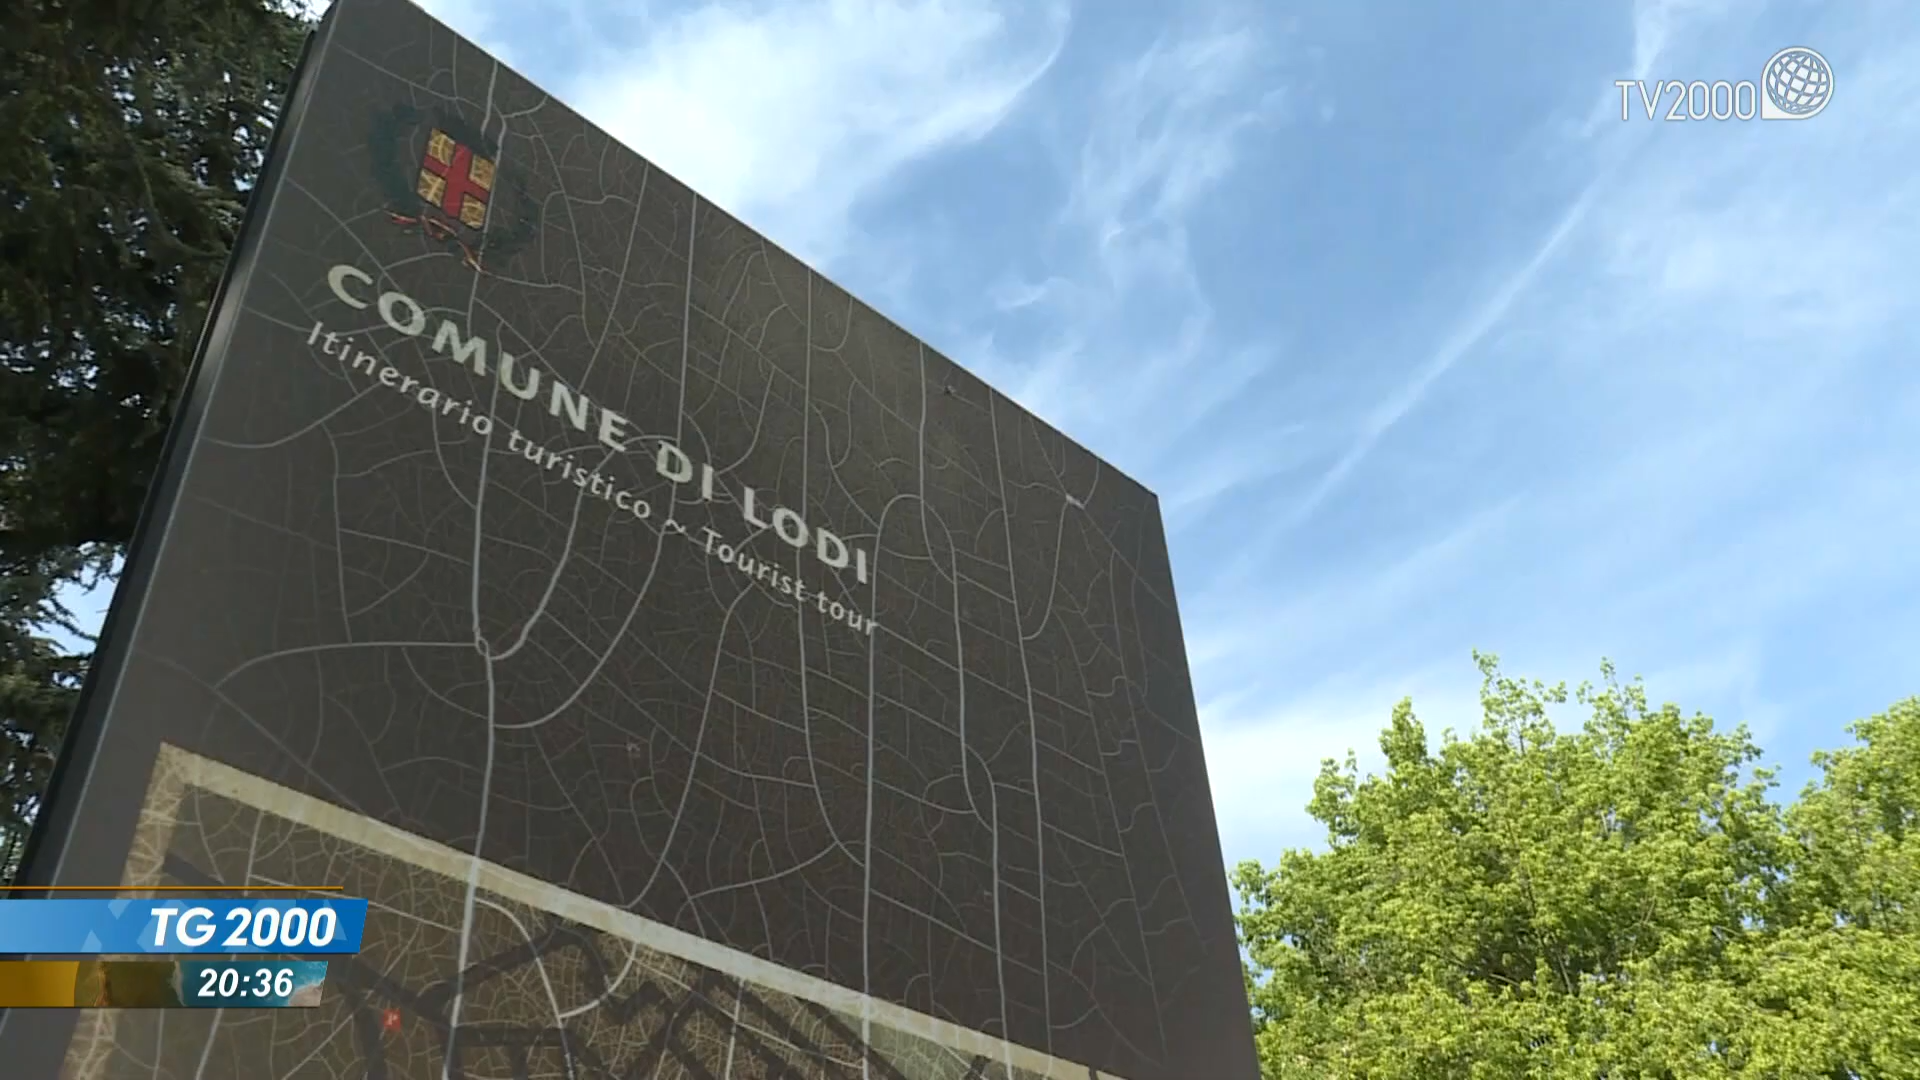 TV2000
COMUNE DI LODI
Itinerario turistico ~ Tourist tour
TG 2000
20:36